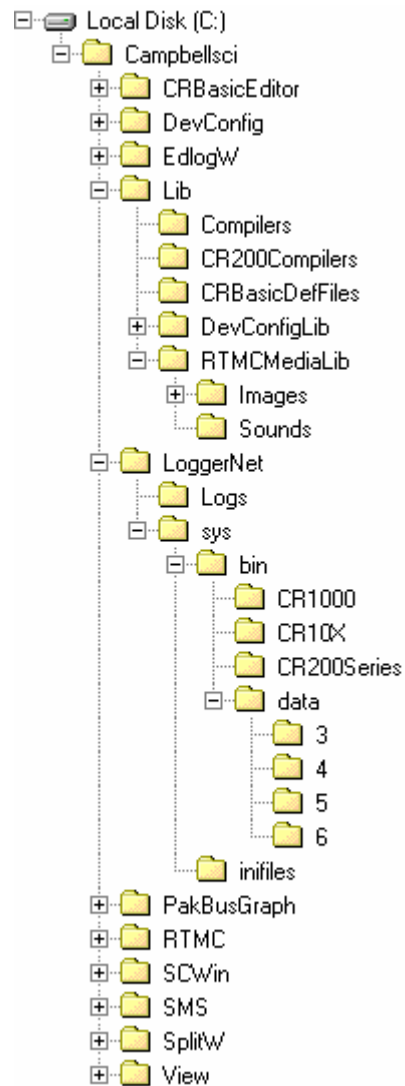 Local Disk (C:)
Campbellsci
CRBasicEditor
DevConfig
EdlogW
Lib
Compilers
CR200Compilers
CRBasicDefFiles
DevConfigLib
RTMCMediaLib
Images
Sounds
LoggerNet
Logs
sys
bin
CR1000
CR10X
CR200Series
data
3
4
5
6
inifiles
PakBusGraph
RTMC
SCWin
SMS
SplitW
View